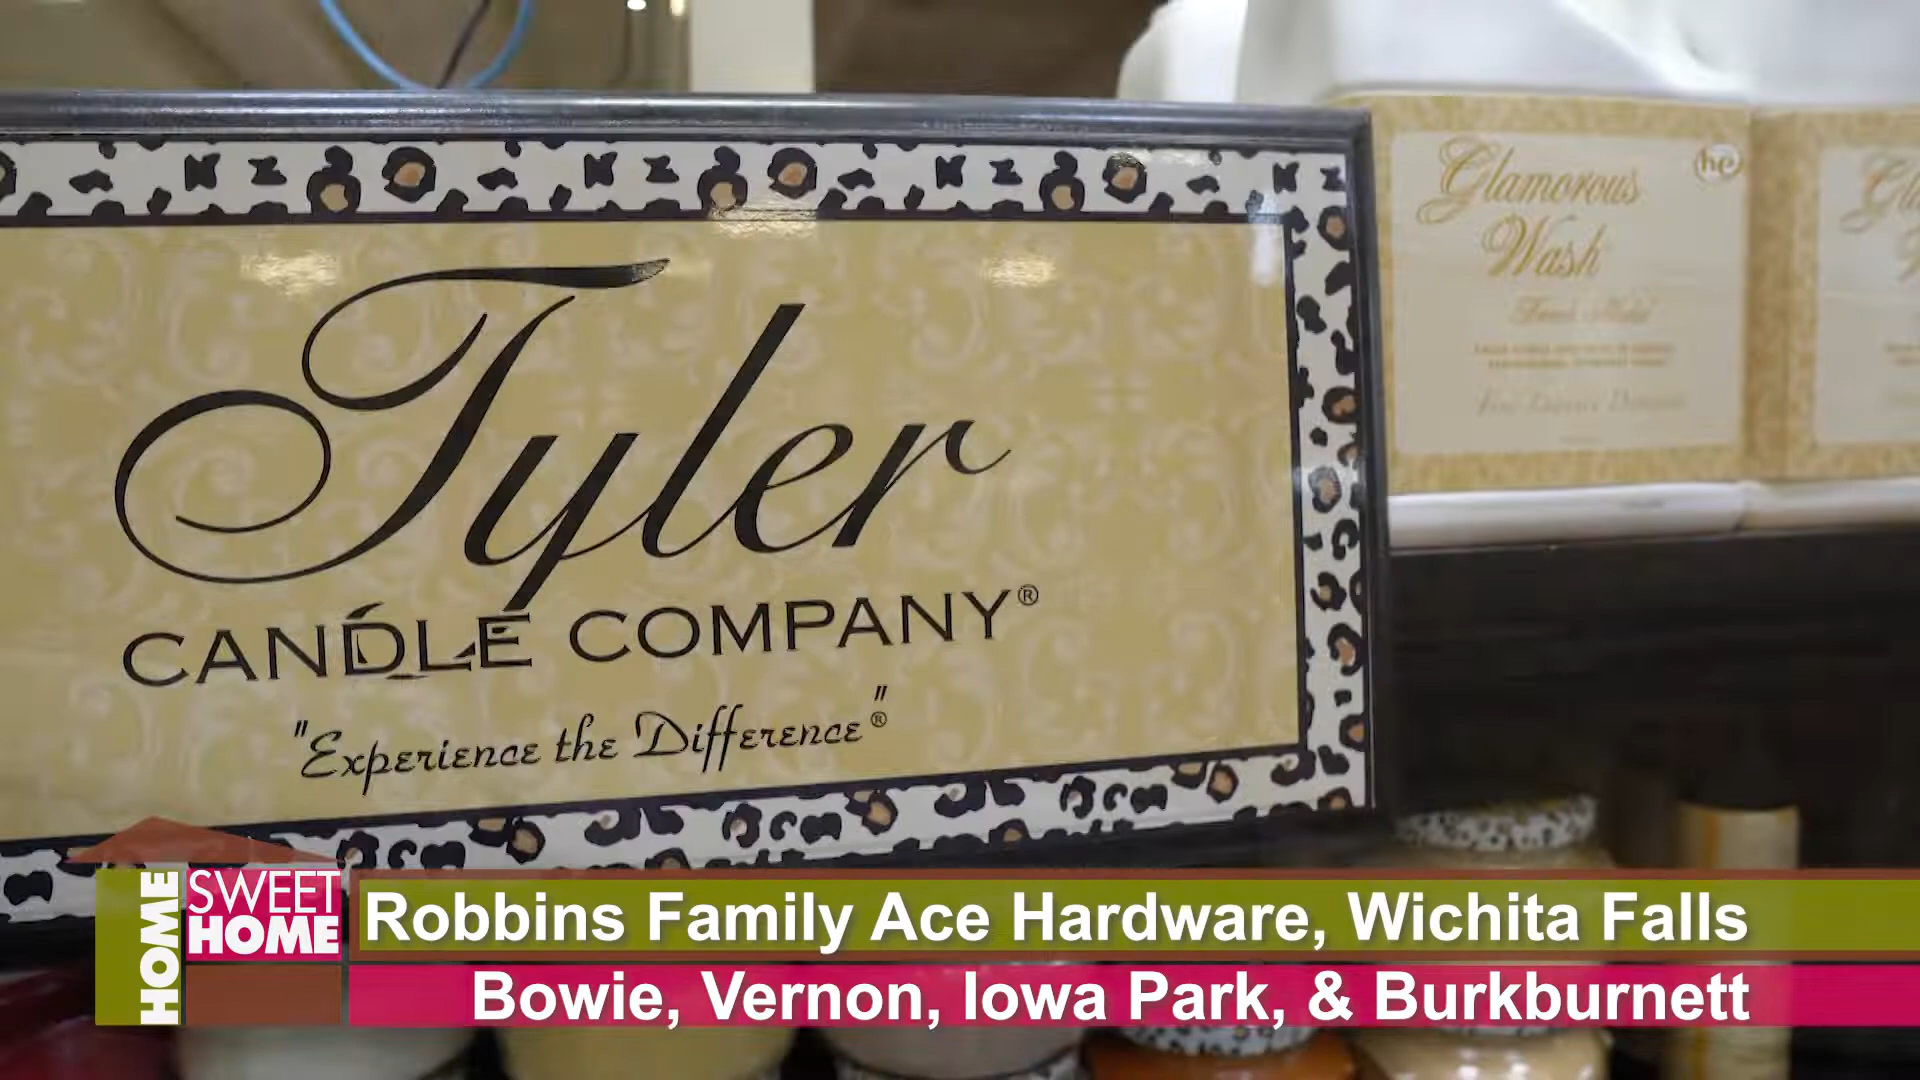 Tyler
CANDLE COMPANY®
"Experience the Difference"®
Glamorous
Wash
he
HOME
SWEET
HOME
Robbins Family Ace Hardware, Wichita Falls
Bowie, Vernon, Iowa Park, & Burkburnett